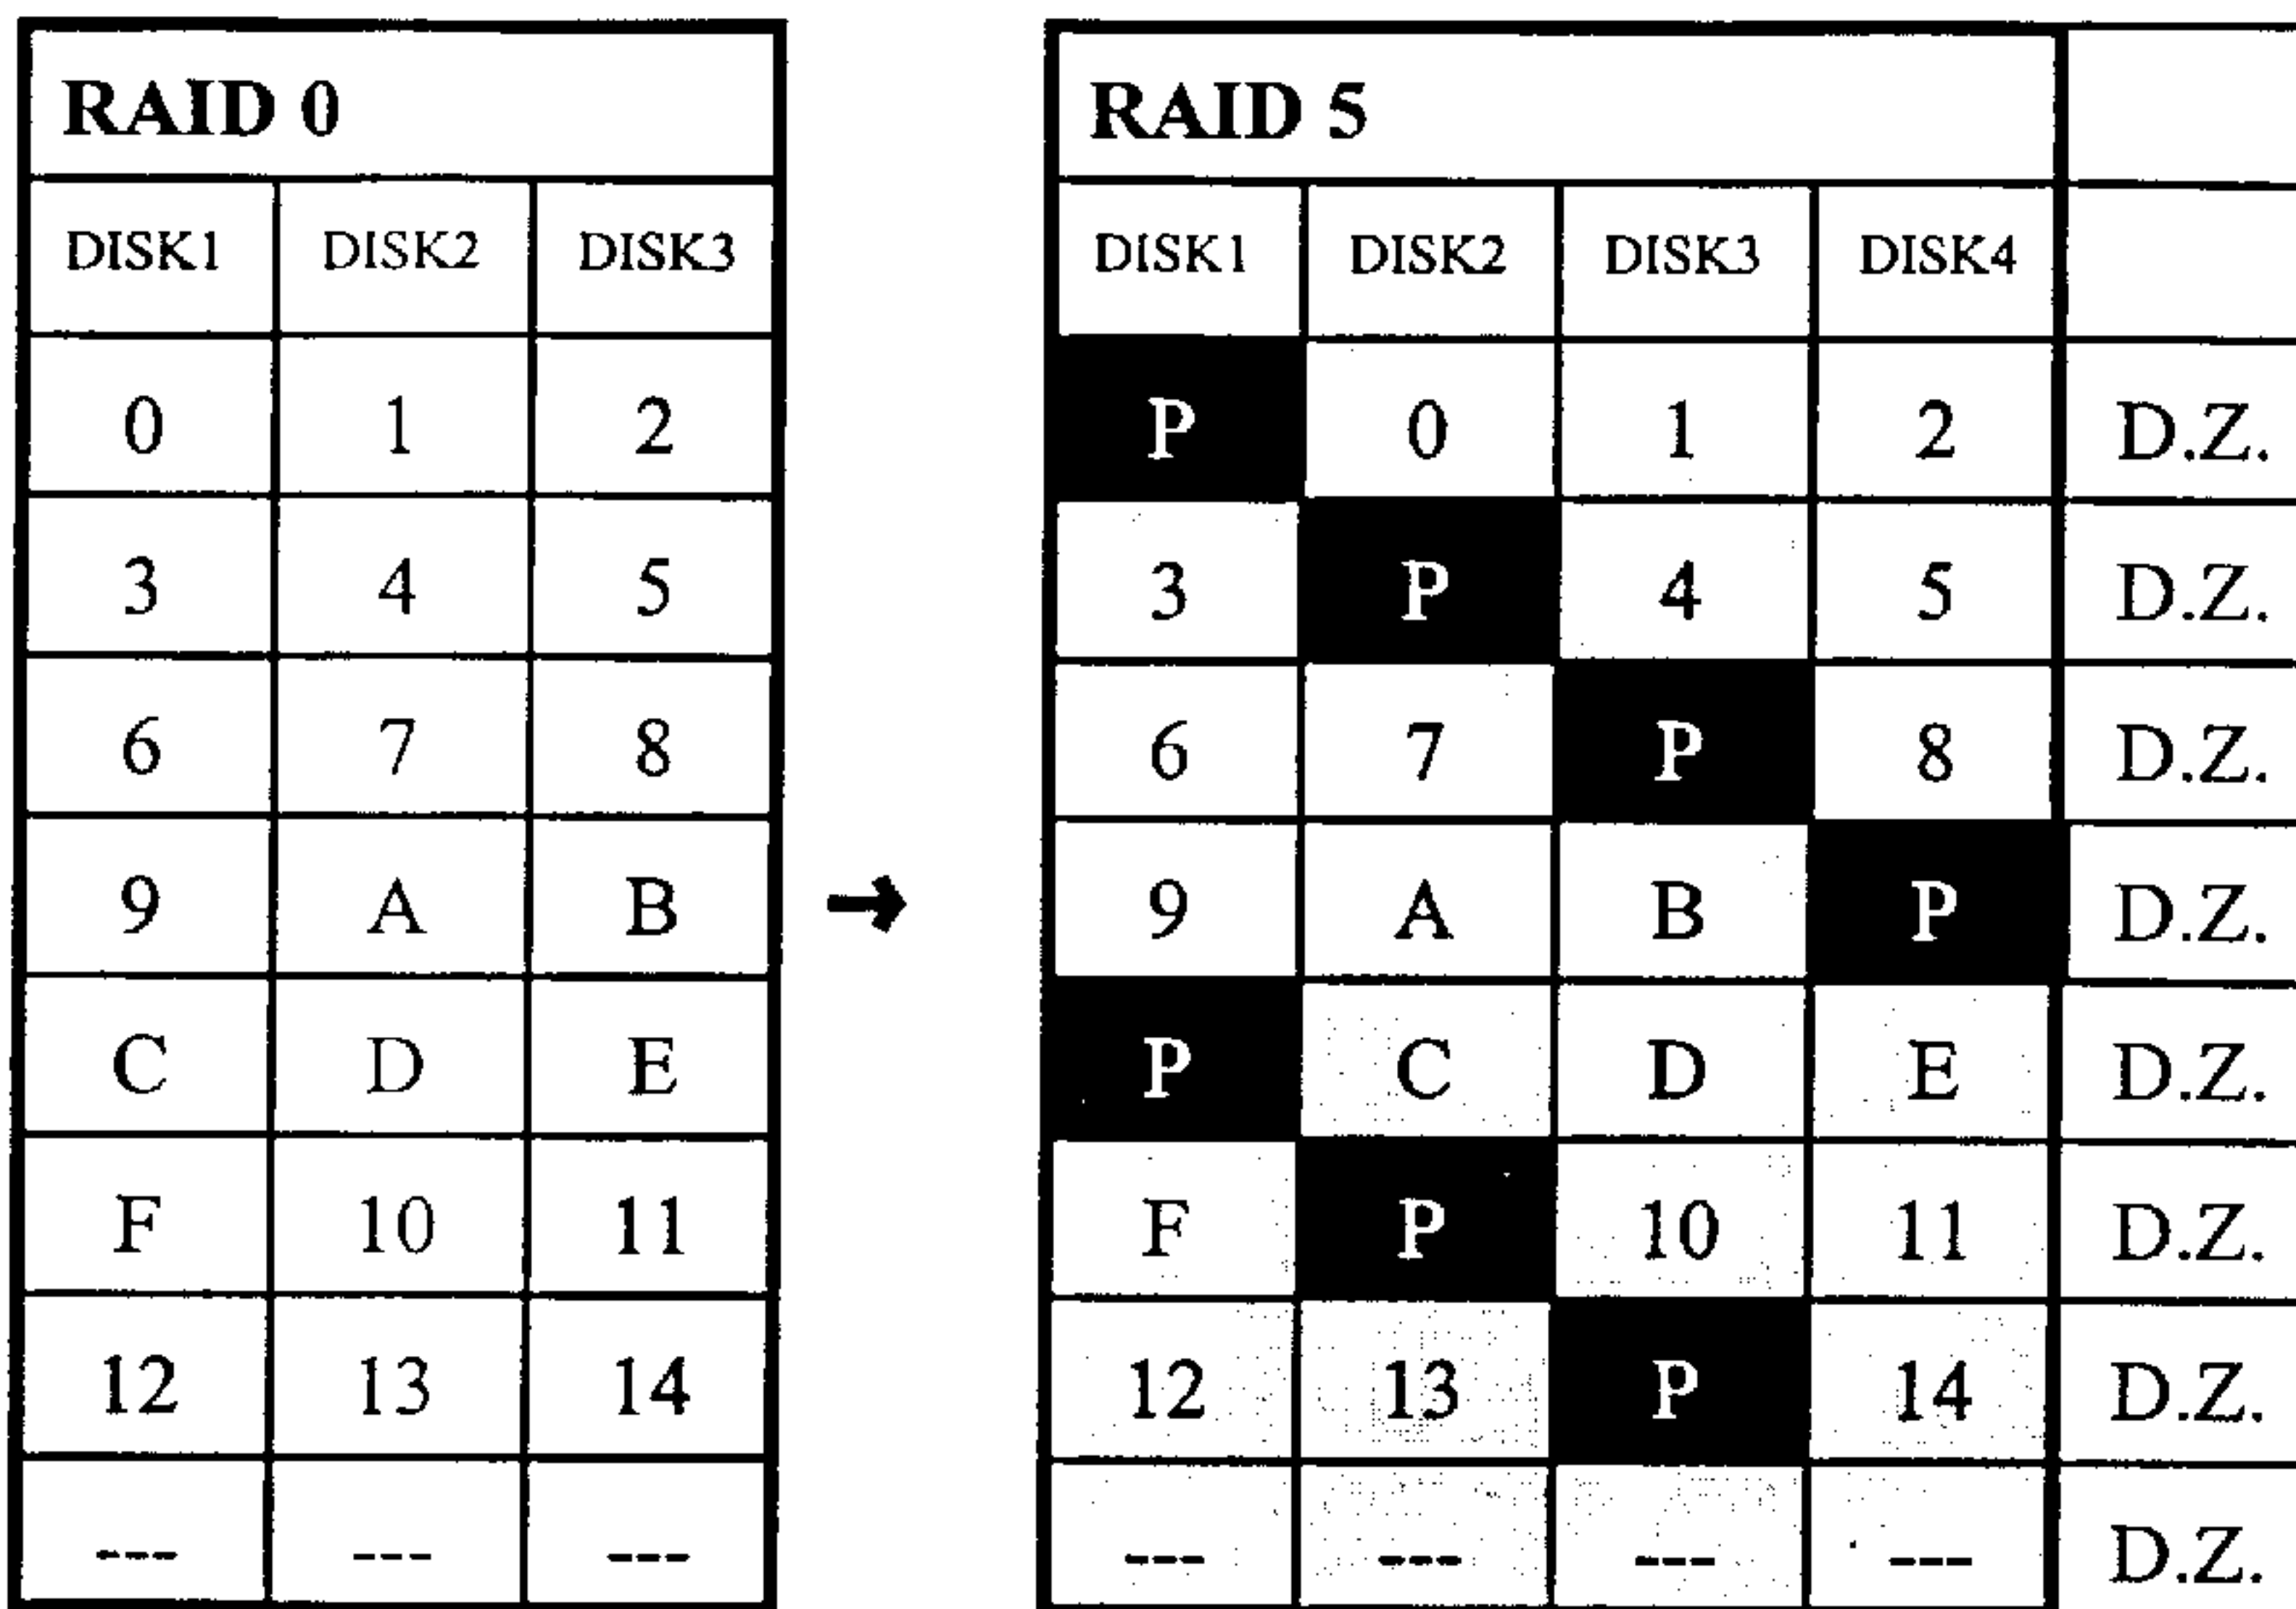 RAID 0 RAID 5
DISK1 DISK2 DISK3 DISK1 DISK2 DISK3 DISK4
0 1 2 P 0 1 2 D.Z.
3 4 5 3 P 4 5 D.Z.
6 7 8 6 7 P 8 D.Z.
9 A B → 9 A B P D.Z.
C D E P C D E D.Z.
F 10 11 F P 10 11 D.Z.
12 13 14 12 13 P 14 D.Z.
--- --- --- --- --- --- --- D.Z.